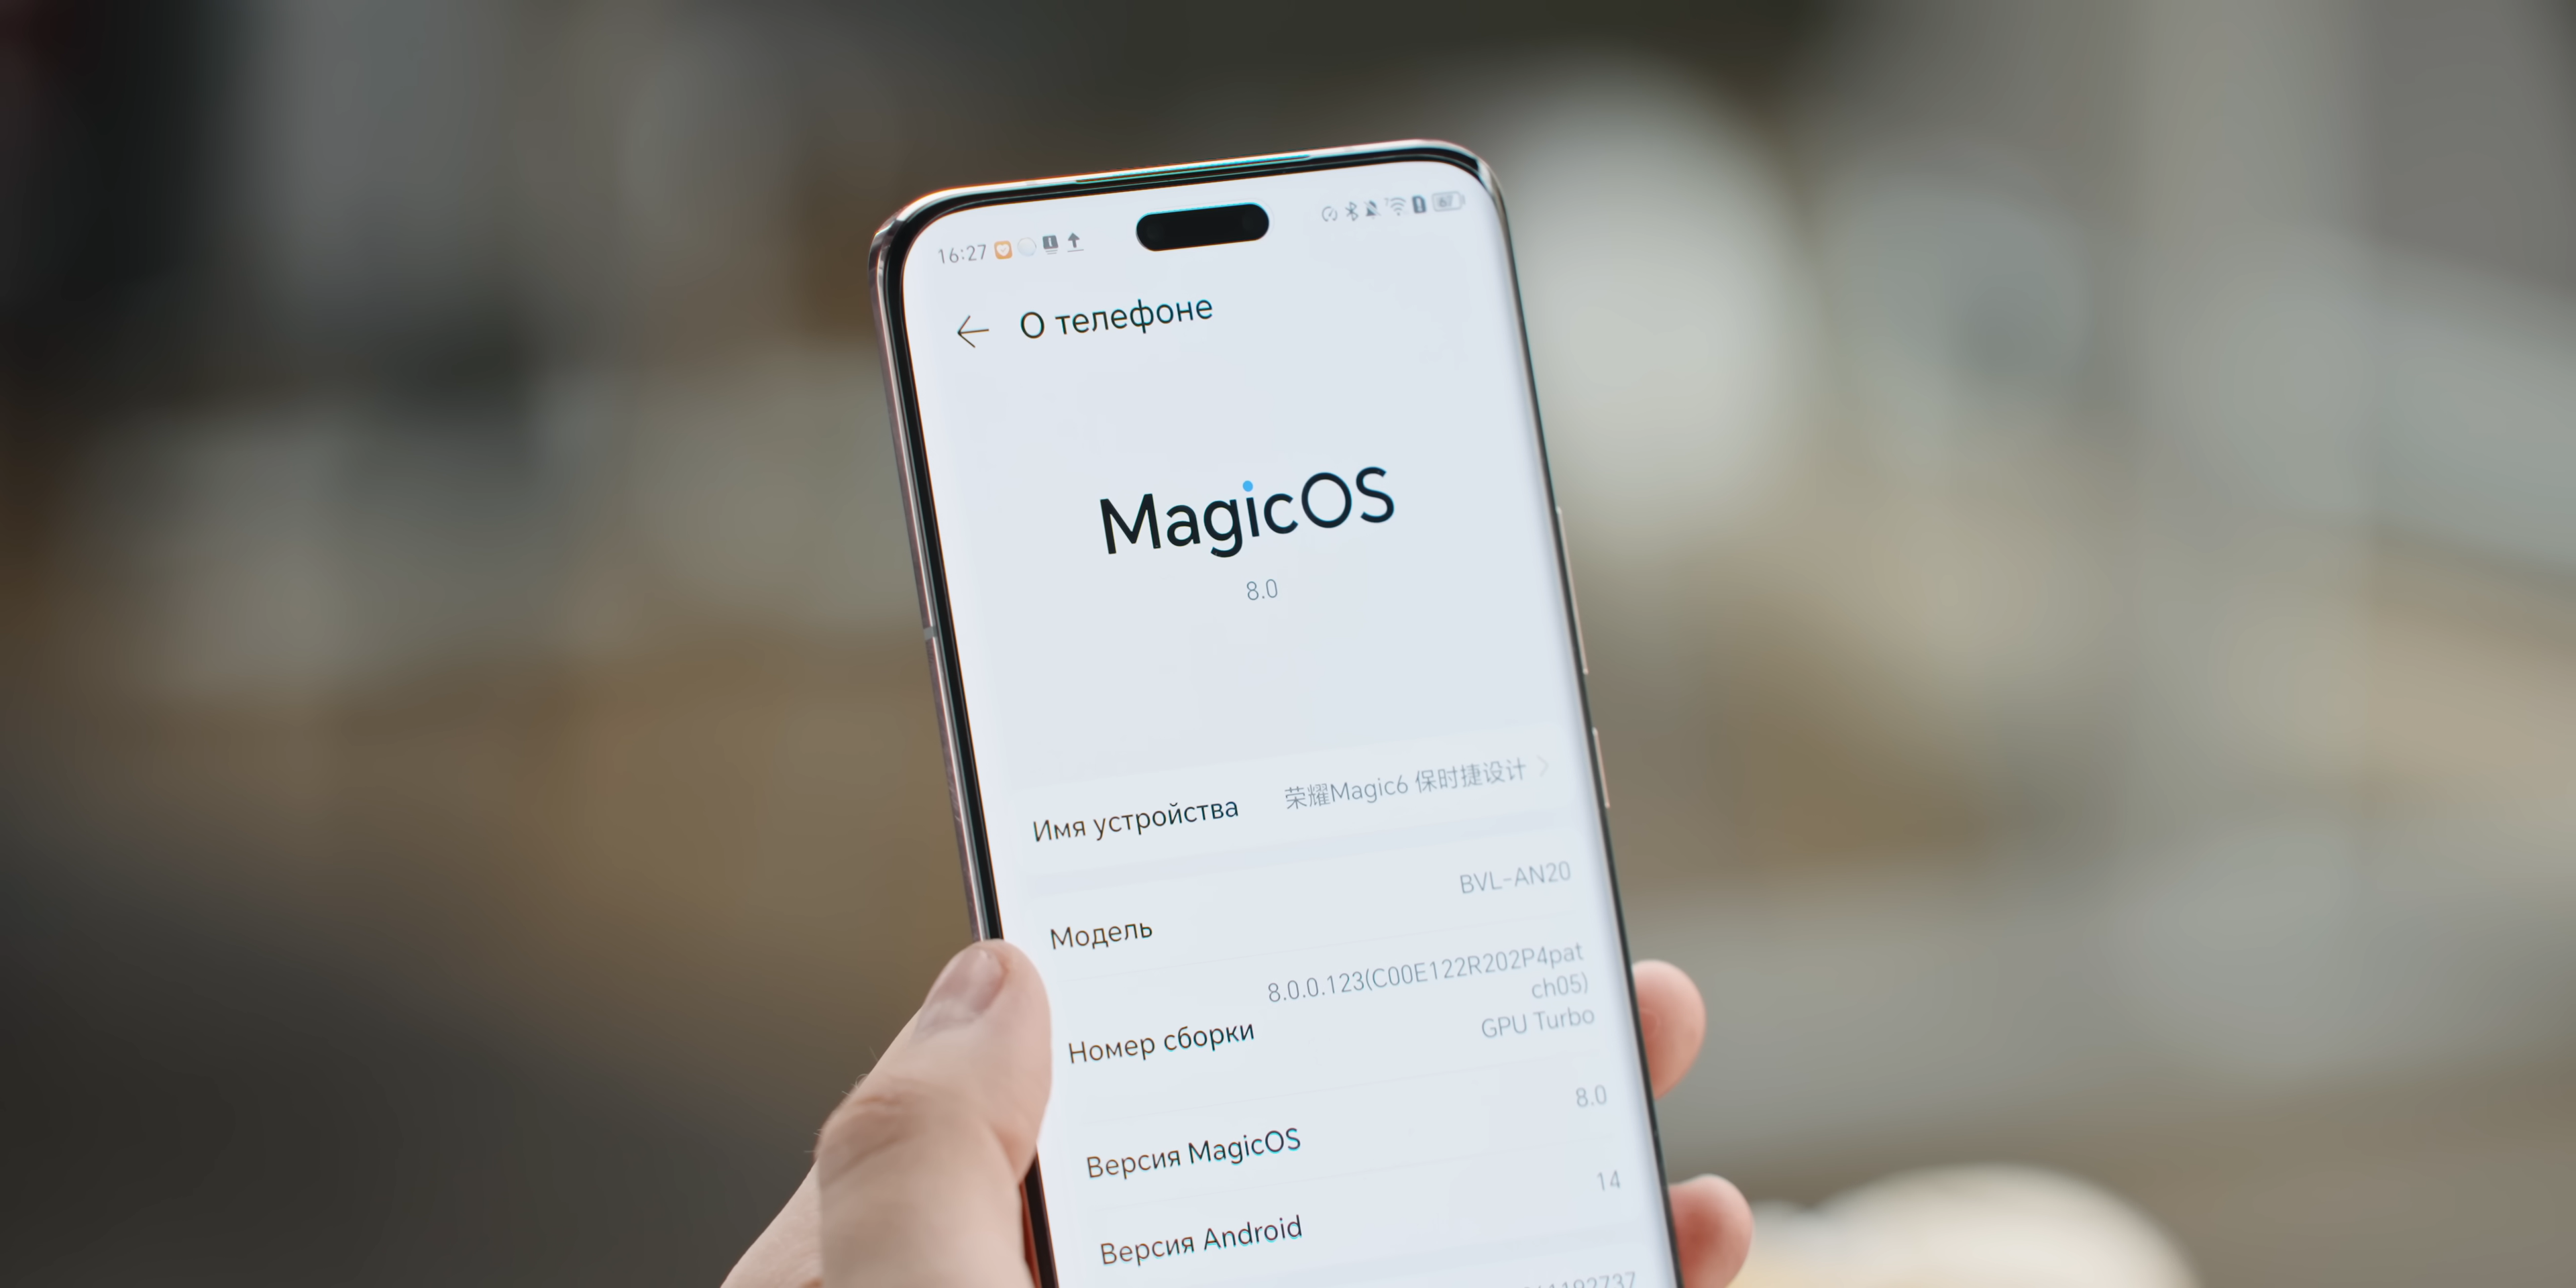 16:27
67
О телефоне
MagicOS
8.0
Имя устройства 荣耀Magic6 保时捷设计
Модель BVL-AN20
Номер сборки 8.0.0.123(C00E122R202P4pat
ch05)
GPU Turbo
Версия MagicOS 8.0
Версия Android 14